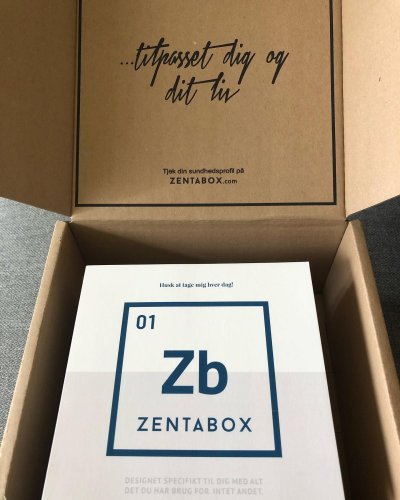 ...tilpasset dig og
dit liv
Tjek din sundhedsprofil på
ZENTABOX.com
Husk at tage mig hver dag!
01
Zb
ZENTABOX
DESIGNET SPECIFIKT TIL DIG MED ALT
DET DU HAR BRUG FOR. INTET ANDET.